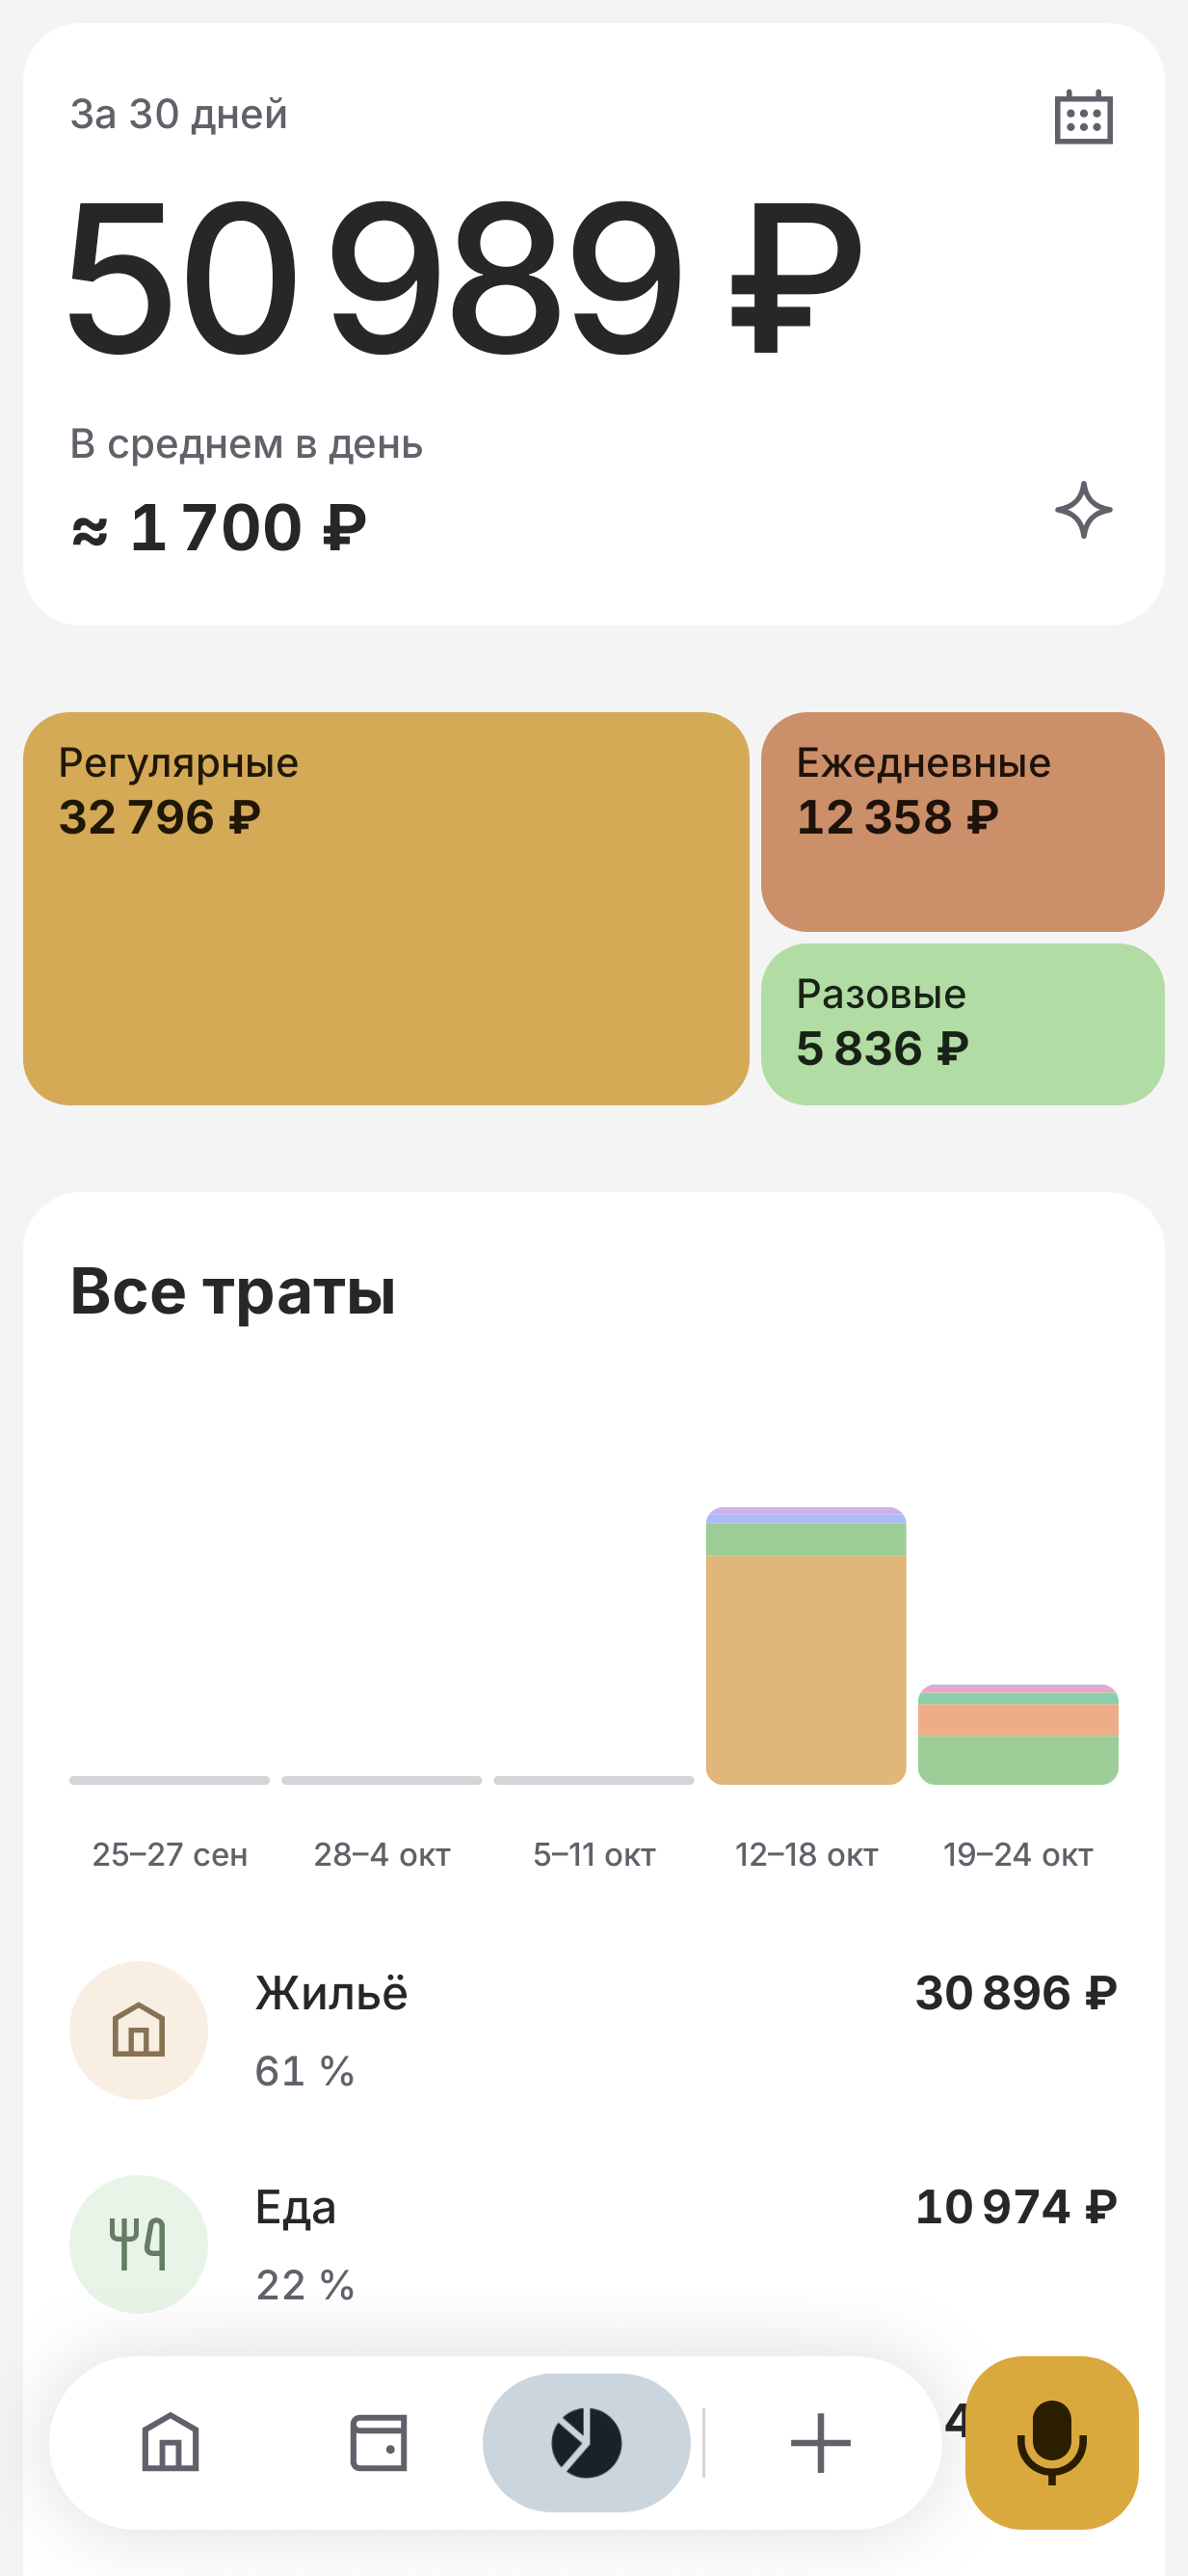 За 30 дней
50 989 ₽
В среднем в день
≈ 1 700 ₽
Регулярные
32 796 ₽
Ежедневные
12 358 ₽
Разовые
5 836 ₽
Все траты
25–27 сен
28–4 окт
5–11 окт
12–18 окт
19–24 окт
Жильё
30 896 ₽
61 %
Еда
10 974 ₽
22 %